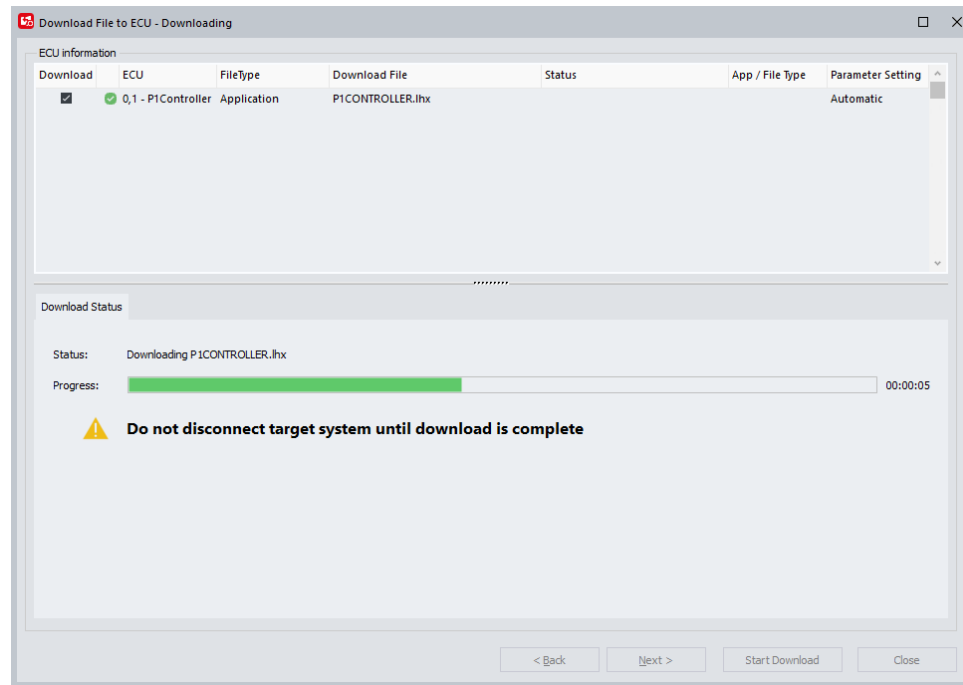 Download File to ECU - Downloading
ECU information
Download ECU FileType Download File Status App / File Type Parameter Setting
0,1 - P1Controller Application P1CONTROLLER.lhx Automatic
Download Status
Status: Downloading P1CONTROLLER.lhx
Progress: 00:00:05
Do not disconnect target system until download is complete
< Back Next > Start Download Close